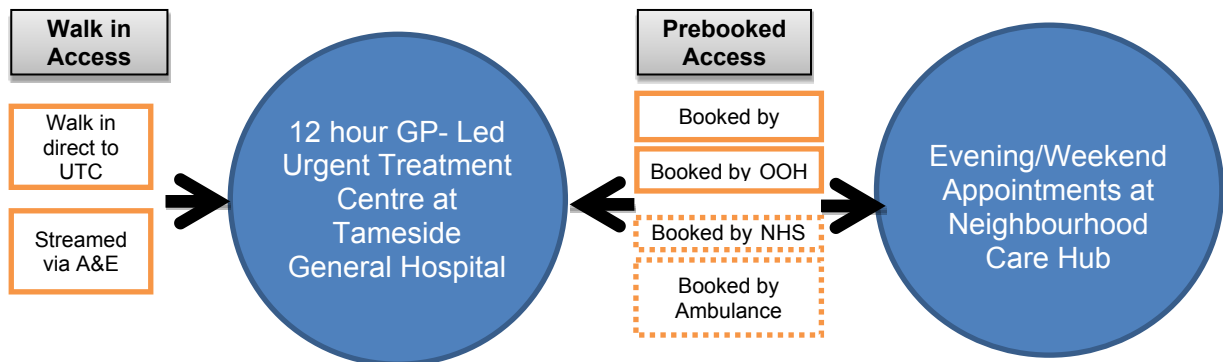 Walk in
Access
Walk in
direct to
UTC
Streamed
via A&E
12 hour GP- Led
Urgent Treatment
Centre at
Tameside
General Hospital
Prebooked
Access
Booked by
Booked by OOH
Booked by NHS
Booked by
Ambulance
Evening/Weekend
Appointments at
Neighbourhood
Care Hub